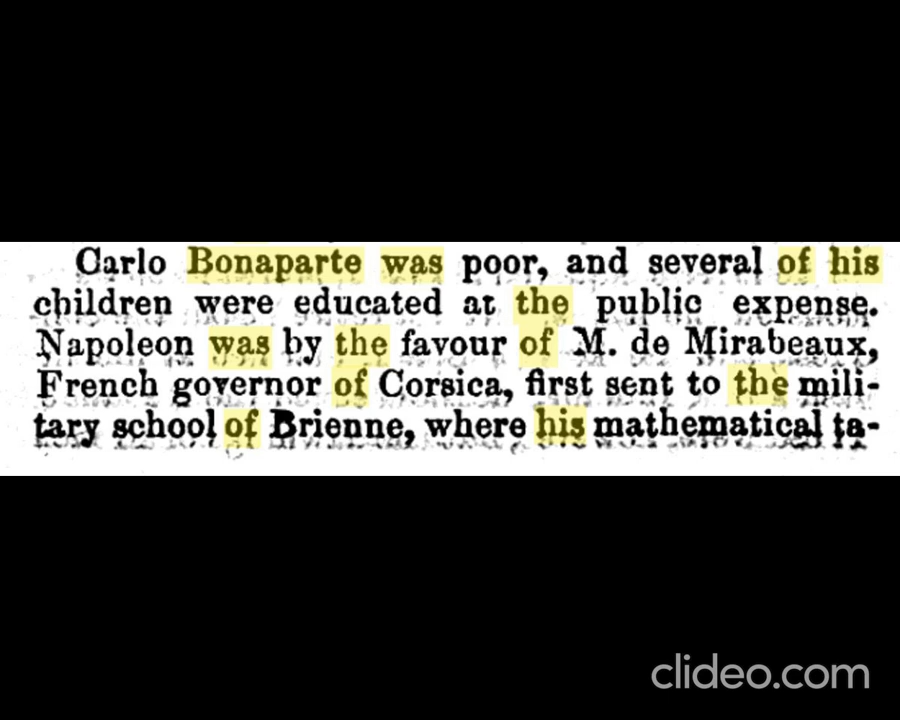 Carlo Bonaparte was poor, and several of his
children were educated at the public expense.
Napoleon was by the favour of M. de Mirabeaux,
French governor of Corsica, first sent to the mili-
tary school of Brienne, where his mathematical ta-
clideo.com